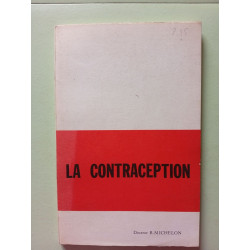 LA CONTRACEPTION
Docteur R. MICHELON